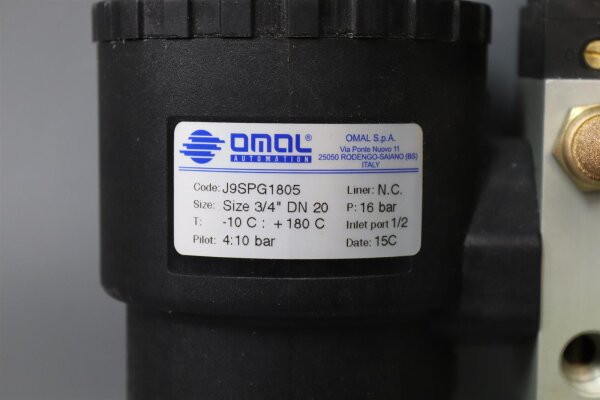 OMAL®
AUTOMATION
OMAL S.p.A.
Via Ponte Nuovo 11
25050 RODENGO-SAIANO (BS)
ITALY
Code: J9SPG1805 Liner: N.C.
Size: Size 3/4" DN 20 P: 16 bar
T: -10 C : +180 C Inlet port 1/2
Pilot: 4:10 bar Date: 15C